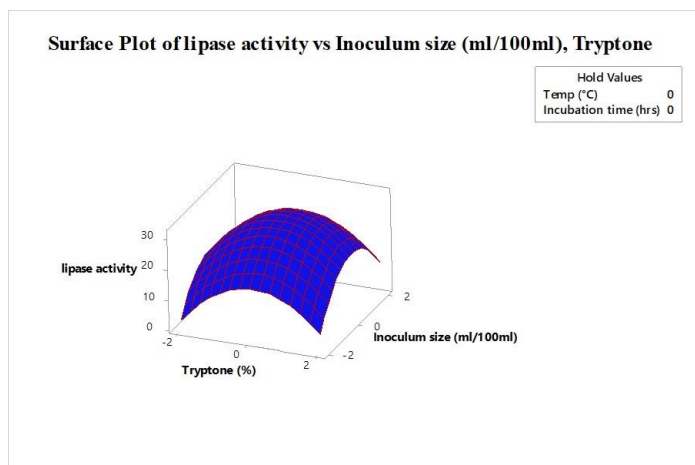 Surface Plot of lipase activity vs Inoculum size (ml/100ml), Tryptone
Hold Values
Temp (°C) 0
Incubation time (hrs) 0
30
20
10
0
lipase activity
-2
0
2
Tryptone (%)
-2
0
2
Inoculum size (ml/100ml)